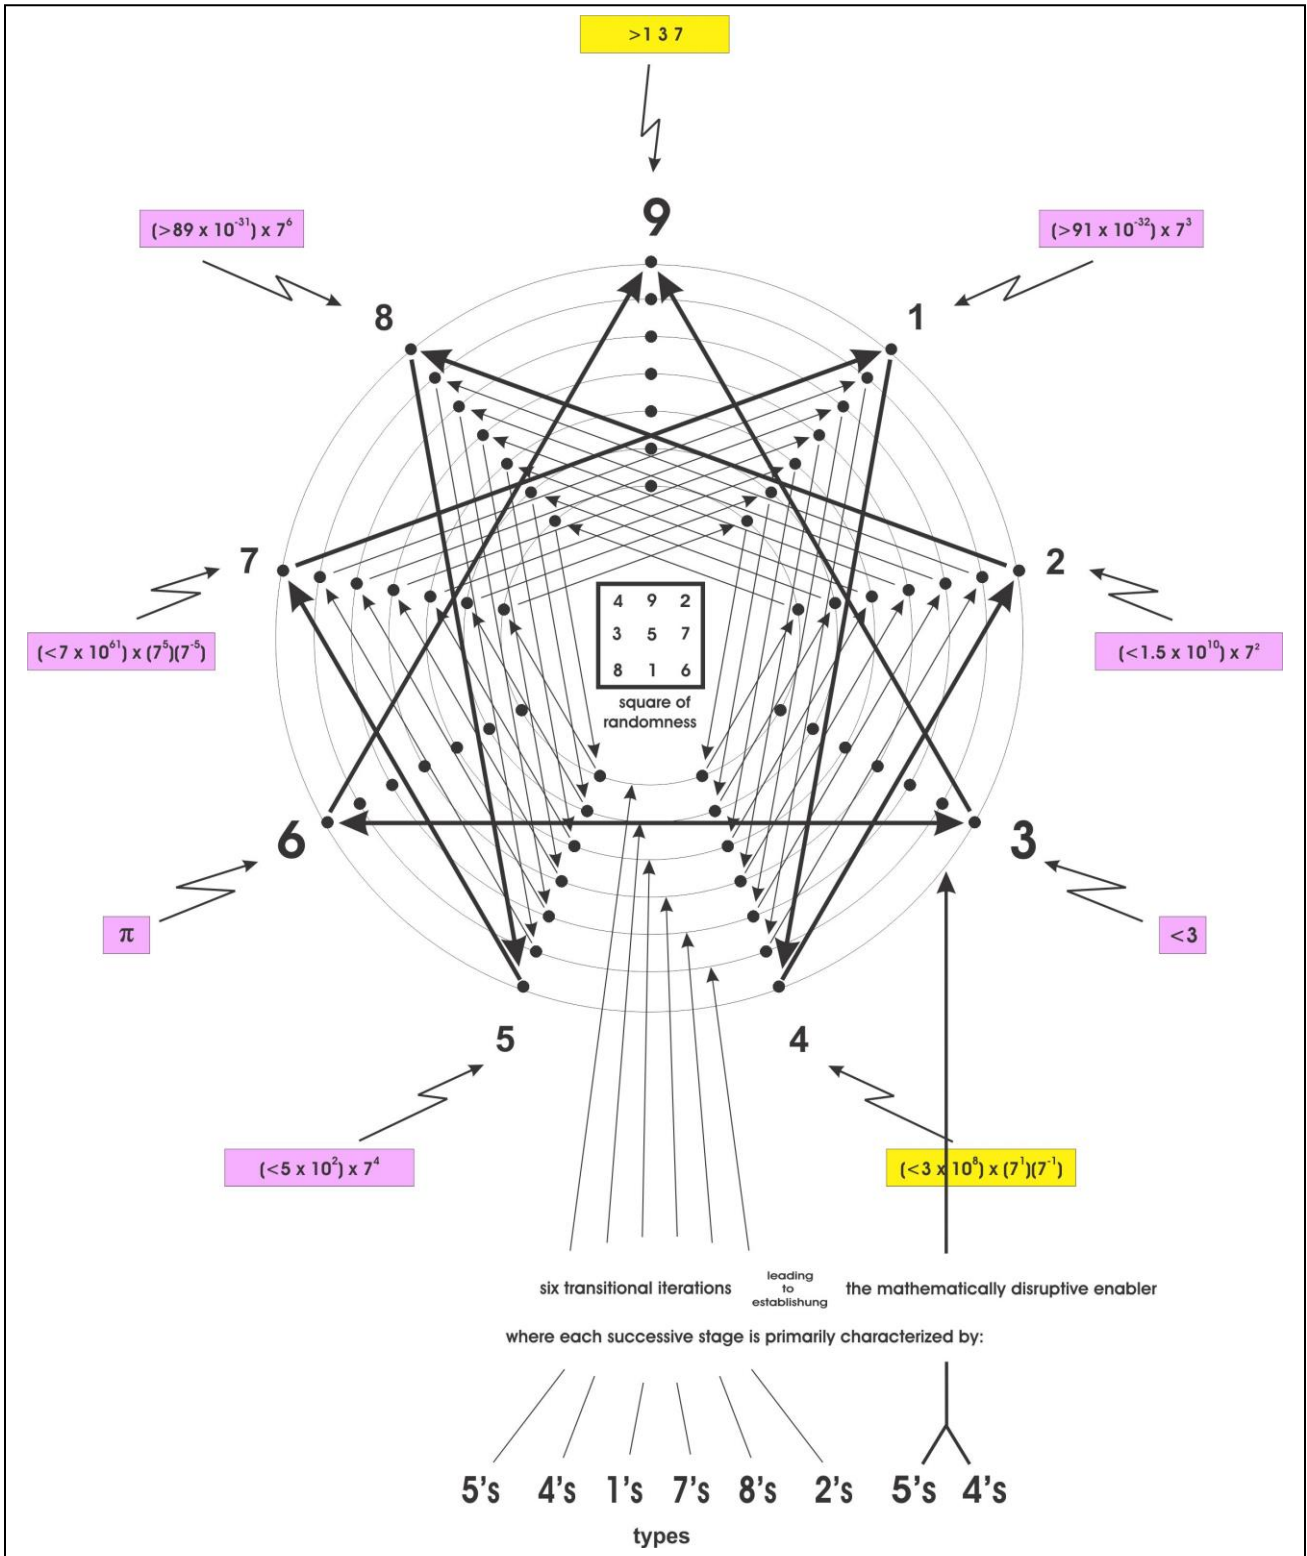 >1 3 7
9
(>89 x 10⁻³¹) x 7⁶
(>91 x 10⁻³²) x 7³
8
1
7
2
4 9 2
3 5 7
8 1 6
square of
randomness
(<7 x 10⁶¹) x (7⁵)(7⁻⁵)
(<1.5 x 10¹⁰) x 7²
6
3
π
<3
5
4
(<5 x 10²) x 7⁴
(<3 x 10⁸) x (7¹)(7⁻¹)
six transitional iterations
leading
to
establishung
the mathematically disruptive enabler
where each successive stage is primarily characterized by:
5's 4's 1's 7's 8's 2's 5's 4's
types